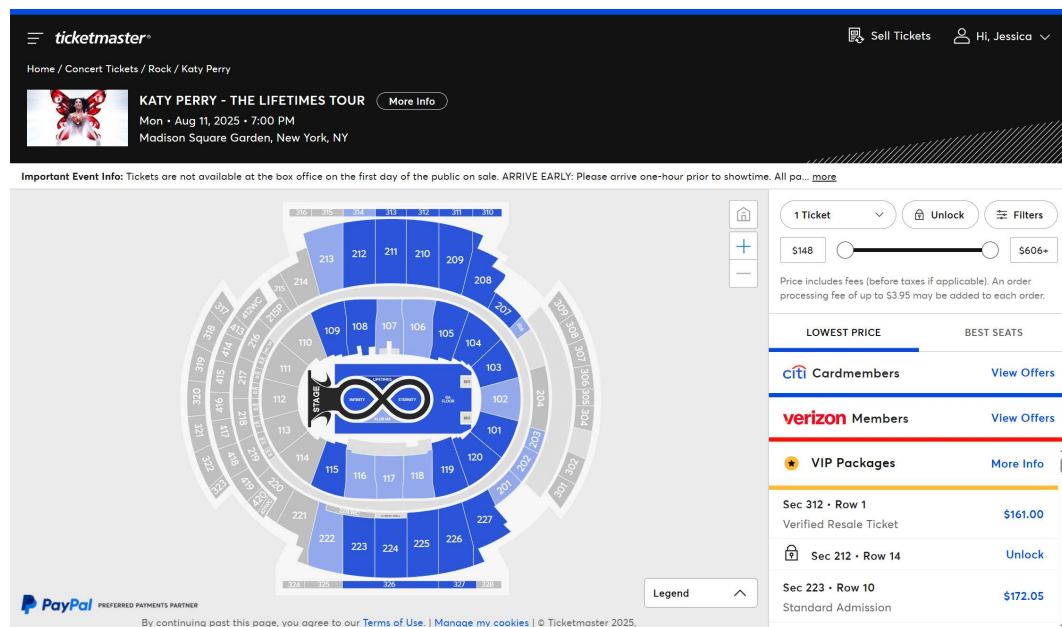 ticketmaster®
Sell Tickets
Hi, Jessica
Home / Concert Tickets / Rock / Katy Perry
KATY PERRY - THE LIFETIMES TOUR
More Info
Mon • Aug 11, 2025 • 7:00 PM
Madison Square Garden, New York, NY
Important Event Info: Tickets are not available at the box office on the first day of the public on sale. ARRIVE EARLY: Please arrive one-hour prior to showtime. All pa... more
316 315 314 313 312 311 310
213 212 211 210 209 208 207
214 215 215P 216 217 218 219 220 221
412WC 413 414 415 416 417 418 419 420
317 318 319 320 321 322 323
110 111 112 113 114
109 108 107 106 105 104 103 102 101
115 116 117 118 119 120
STAGE
LIFETIMES
INFINITY
ETERNITY
GA FLOOR
204 203 202 201
309 308 307 306 305 304 302 301
222 223 224 225 226 227
324 325 326 327 328
+
−
Legend
PayPal PREFERRED PAYMENTS PARTNER
By continuing past this page, you agree to our Terms of Use. | Manage my cookies | © Ticketmaster 2025.
1 Ticket
Unlock
Filters
$148
$606+
Price includes fees (before taxes if applicable). An order
processing fee of up to $3.95 may be added to each order.
LOWEST PRICE
BEST SEATS
citi Cardmembers
View Offers
verizon Members
View Offers
VIP Packages
More Info
Sec 312 • Row 1
Verified Resale Ticket
$161.00
Sec 212 • Row 14
Unlock
Sec 223 • Row 10
Standard Admission
$172.05